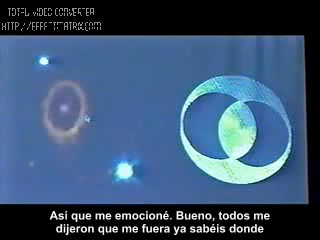 TOTAL VIDEO CONVERTER
HTTP://EFFECTMATRIX.COM
Así que me emocioné. Bueno, todos me
dijeron que me fuera ya sabéis donde